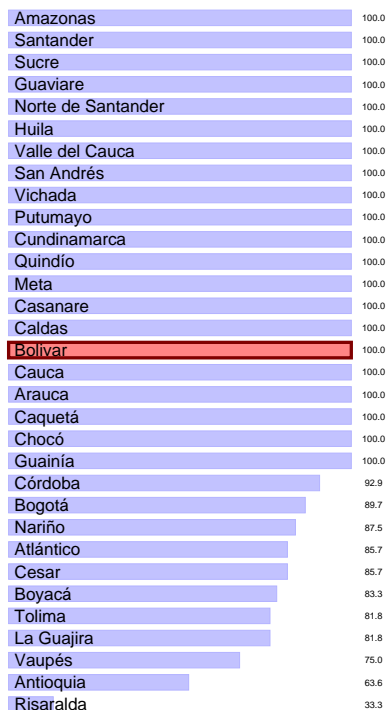 Amazonas 100.0
Santander 100.0
Sucre 100.0
Guaviare 100.0
Norte de Santander 100.0
Huila 100.0
Valle del Cauca 100.0
San Andrés 100.0
Vichada 100.0
Putumayo 100.0
Cundinamarca 100.0
Quindío 100.0
Meta 100.0
Casanare 100.0
Caldas 100.0
Bolivar 100.0
Cauca 100.0
Arauca 100.0
Caquetá 100.0
Chocó 100.0
Guainía 100.0
Córdoba 92.9
Bogotá 89.7
Nariño 87.5
Atlántico 85.7
Cesar 85.7
Boyacá 83.3
Tolima 81.8
La Guajira 81.8
Vaupés 75.0
Antioquia 63.6
Risaralda 33.3